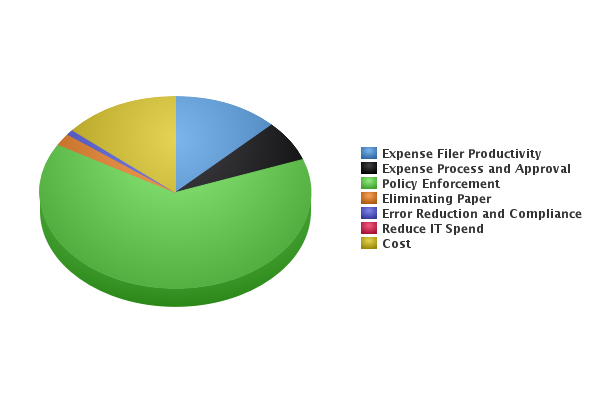 Expense Filer Productivity
Expense Process and Approval
Policy Enforcement
Eliminating Paper
Error Reduction and Compliance
Reduce IT Spend
Cost